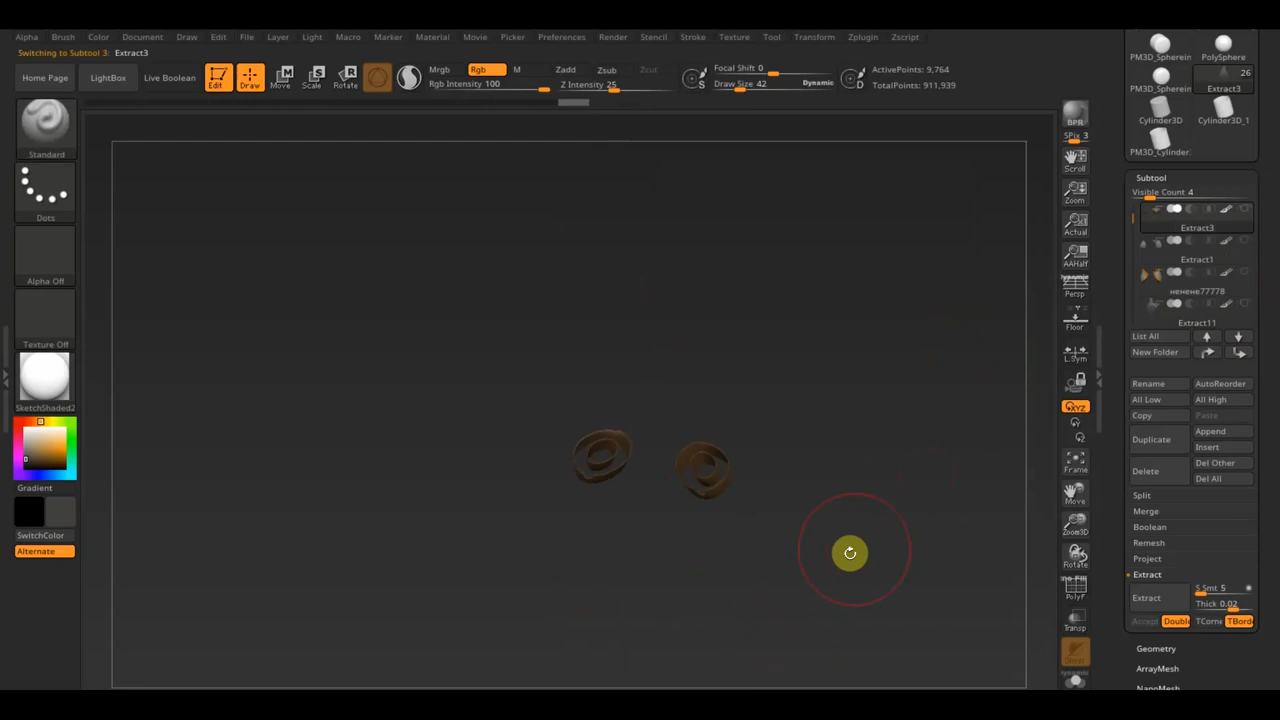 Alpha Brush Color Document Draw Edit File Layer Light Macro Marker Material Movie Picker Preferences Render Stencil Stroke Texture Tool Transform Zplugin Zscript
Switching to Subtool 3: Extract3
Home Page
LightBox
Live Boolean
Edit
Draw
Move
Scale
Rotate
Mrgb
Rgb
M
Rgb Intensity 100
Zadd
Zsub
Zcut
Z Intensity 25
S
Focal Shift 0
Draw Size 42
Dynamic
D
ActivePoints: 9,764
TotalPoints: 911,939
Standard
Dots
Alpha Off
Texture Off
SketchShaded2
Gradient
SwitchColor
Alternate
BPR
SPix 3
Scroll
Zoom
Actual
AAHalf
Persp
Floor
L.Sym
XYZ
Y
Z
Frame
Move
Zoom3D
Rotate
PolyF
Transp
PM3D_Spherein
PolySphere
26
PM3D_Spherein
Extract3
Cylinder3D
Cylinder3D_1
PM3D_Cylinder
Subtool
Visible Count 4
Extract3
Extract1
нененe77778
Extract11
List All
New Folder
Rename
AutoReorder
All Low
All High
Copy
Paste
Duplicate
Append
Insert
Delete
Del Other
Del All
Split
Merge
Boolean
Remesh
Project
Extract
Extract
S Smt 5
Thick 0.02
Accept
Double
TCorne
TBorde
Geometry
ArrayMesh
NanoMesh